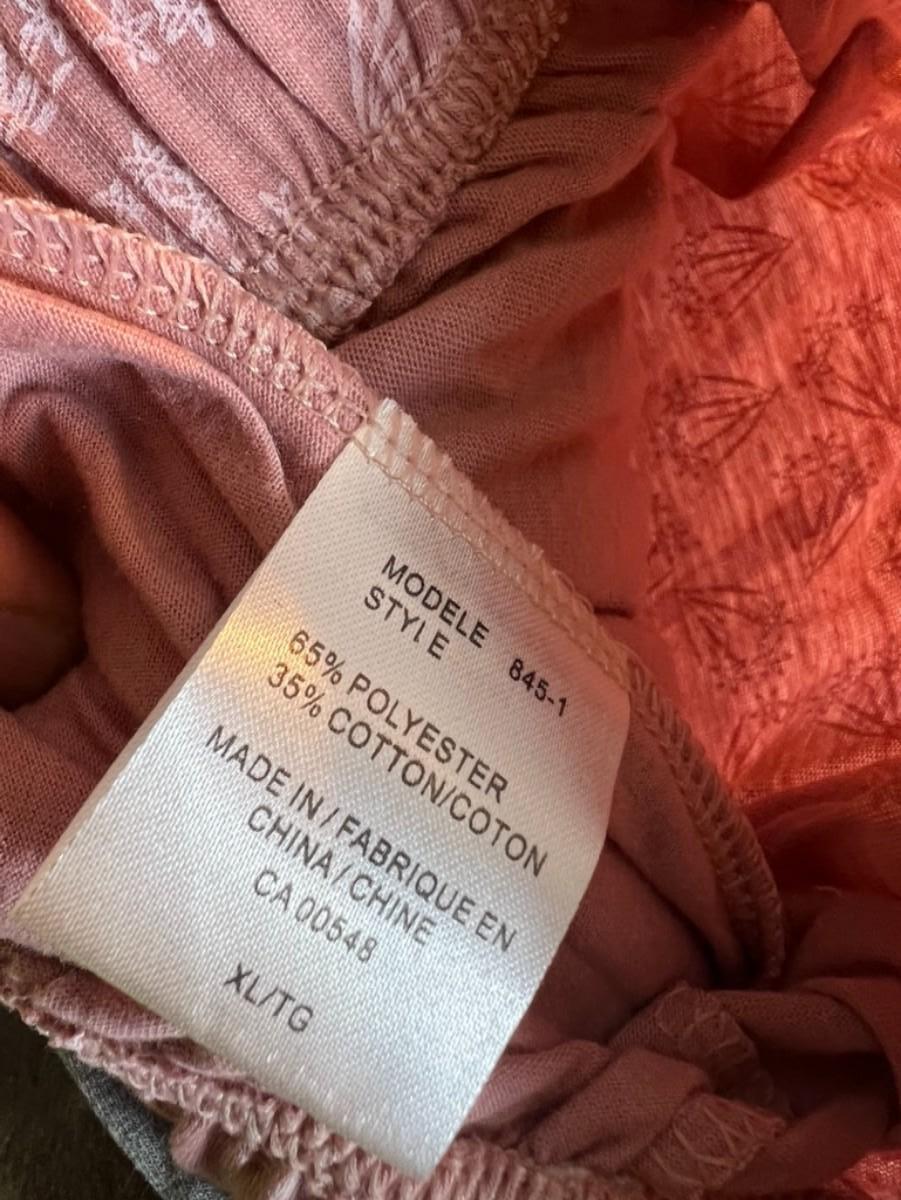 MODELE
STYLE 845-1
65% POLYESTER
35% COTTON/COTON
MADE IN / FABRIQUE EN
CHINA / CHINE
CA 00548
XL/TG